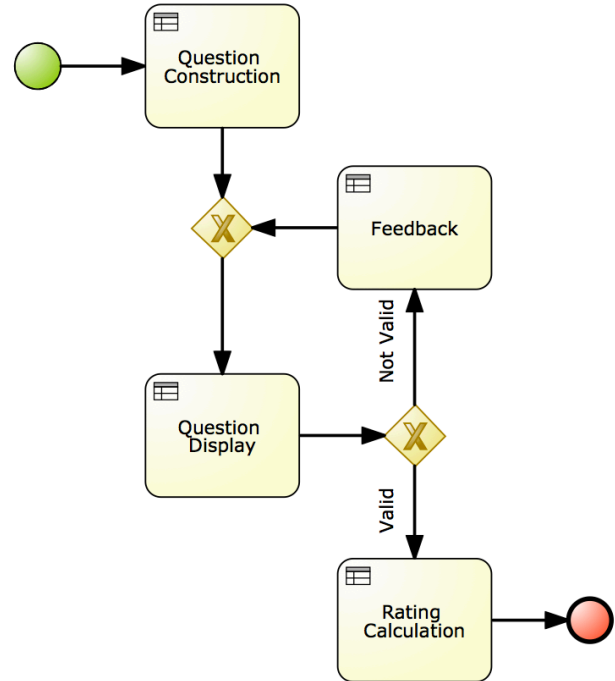 Question
Construction
Feedback
Not Valid
Question
Display
Valid
Rating
Calculation